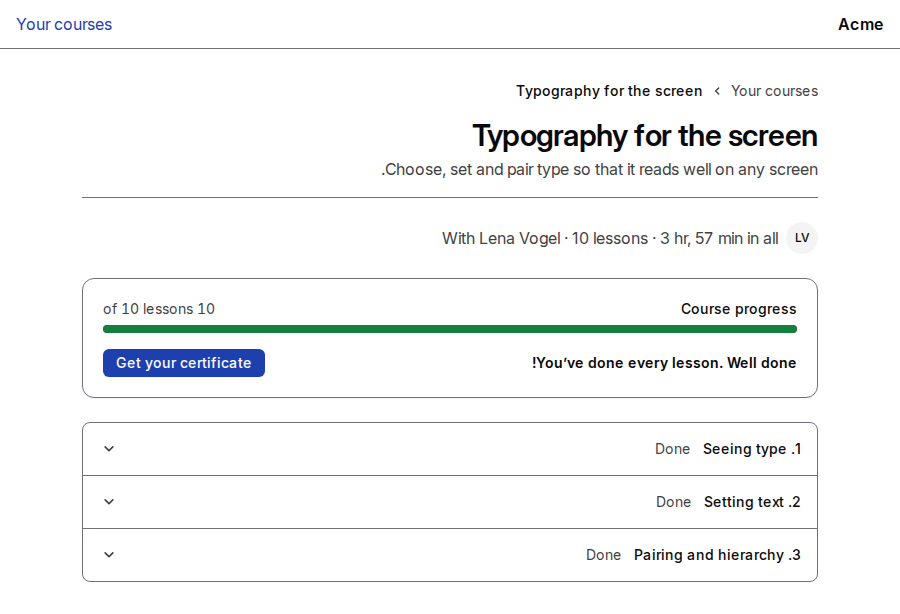 Your courses Acme
Typography for the screen ‹ Your courses
Typography for the screen
.Choose, set and pair type so that it reads well on any screen
With Lena Vogel · 10 lessons · 3 hr, 57 min in all LV
of 10 lessons 10 Course progress
Get your certificate !You’ve done every lesson. Well done
Done Seeing type .1
Done Setting text .2
Done Pairing and hierarchy .3